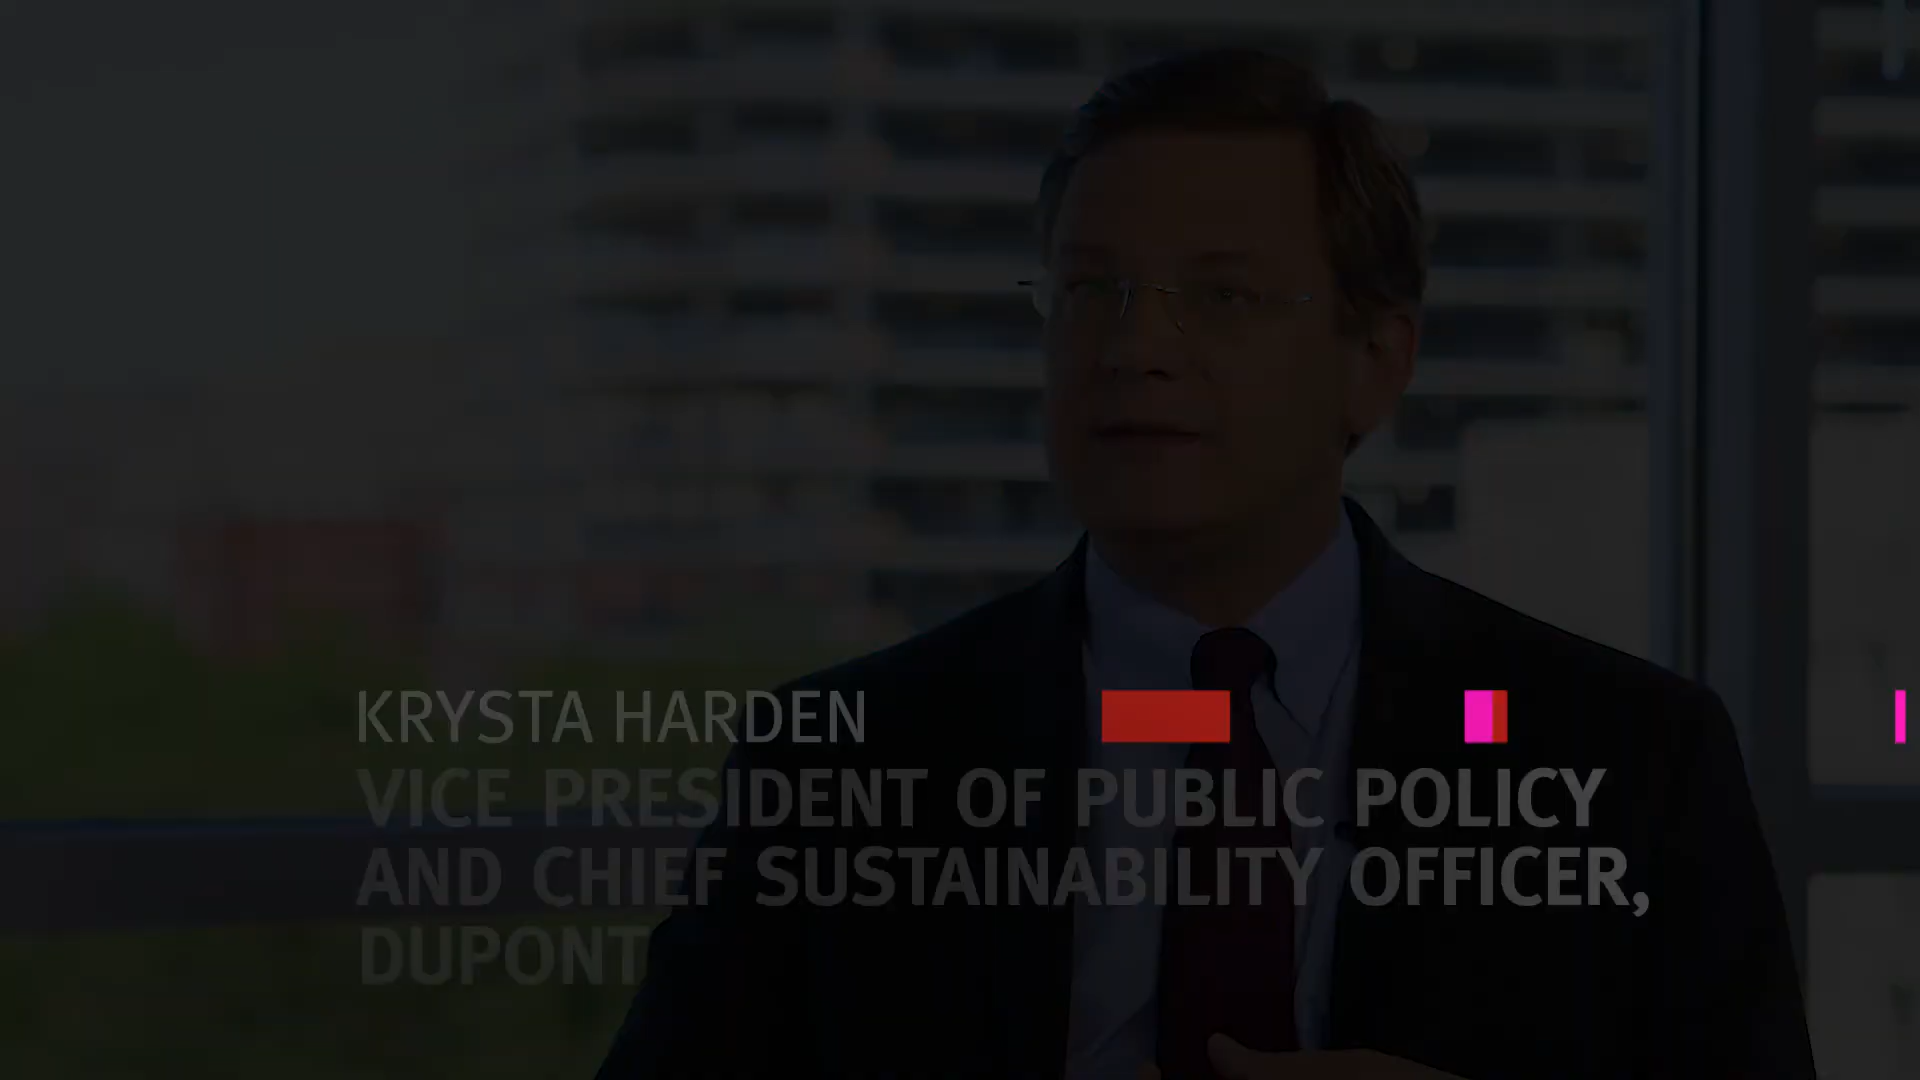 KRYSTA HARDEN
VICE PRESIDENT OF PUBLIC POLICY
AND CHIEF SUSTAINABILITY OFFICER,
DUPONT